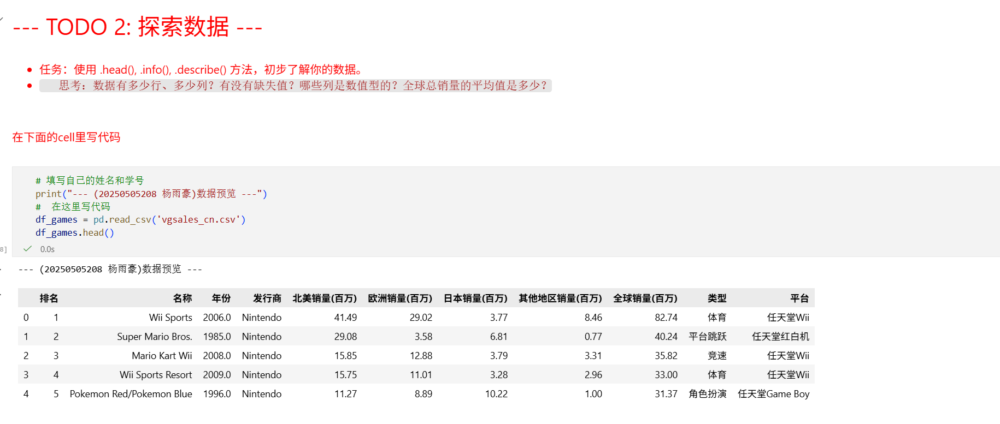 --- TODO 2: 探索数据 ---
任务：使用 .head(), .info(), .describe() 方法，初步了解你的数据。
思考：数据有多少行、多少列？有没有缺失值？哪些列是数值型的？全球总销量的平均值是多少？
在下面的cell里写代码
# 填写自己的姓名和学号
print("--- (20250505208 杨雨豪)数据预览 ---")
#  在这里写代码
df_games = pd.read_csv('vgsales_cn.csv')
df_games.head()
8] 0.0s
--- (20250505208 杨雨豪)数据预览 ---
排名 名称 年份 发行商 北美销量(百万) 欧洲销量(百万) 日本销量(百万) 其他地区销量(百万) 全球销量(百万) 类型 平台
0 1 Wii Sports 2006.0 Nintendo 41.49 29.02 3.77 8.46 82.74 体育 任天堂Wii
1 2 Super Mario Bros. 1985.0 Nintendo 29.08 3.58 6.81 0.77 40.24 平台跳跃 任天堂红白机
2 3 Mario Kart Wii 2008.0 Nintendo 15.85 12.88 3.79 3.31 35.82 竞速 任天堂Wii
3 4 Wii Sports Resort 2009.0 Nintendo 15.75 11.01 3.28 2.96 33.00 体育 任天堂Wii
4 5 Pokemon Red/Pokemon Blue 1996.0 Nintendo 11.27 8.89 10.22 1.00 31.37 角色扮演 任天堂Game Boy